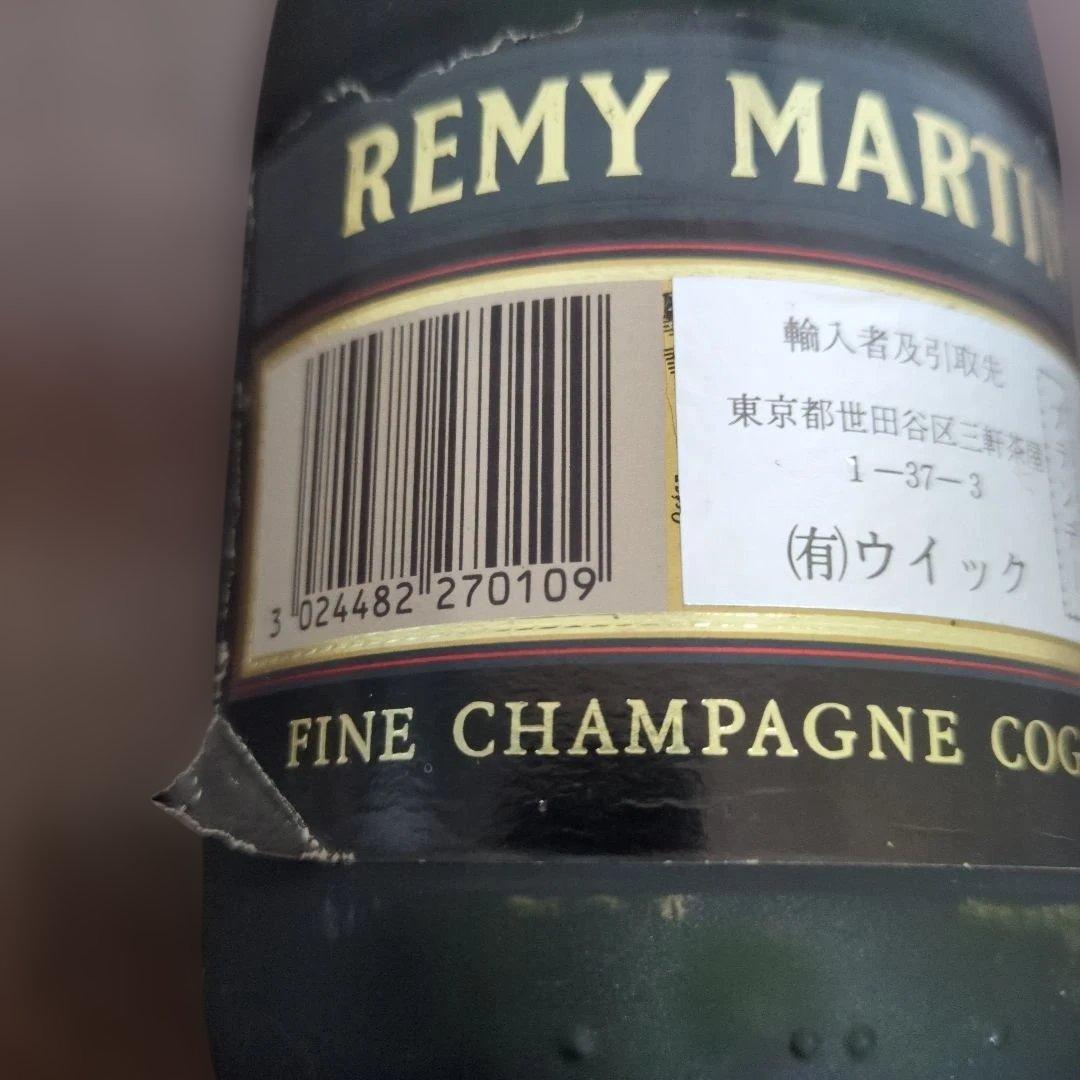 REMY MARTIN
輸入者及引取先
東京都世田谷区三軒茶屋
1-37-3
㈲ウイック
3 024482 270109
FINE CHAMPAGNE COG